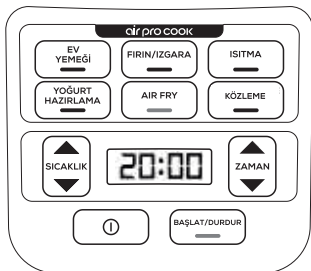 air pro cook
EV
YEMEĞİ
FIRIN/IZGARA
ISITMA
YOĞURT
HAZIRLAMA
AIR FRY
KÖZLEME
SICAKLIK
20:00
ZAMAN
BAŞLAT/DURDUR